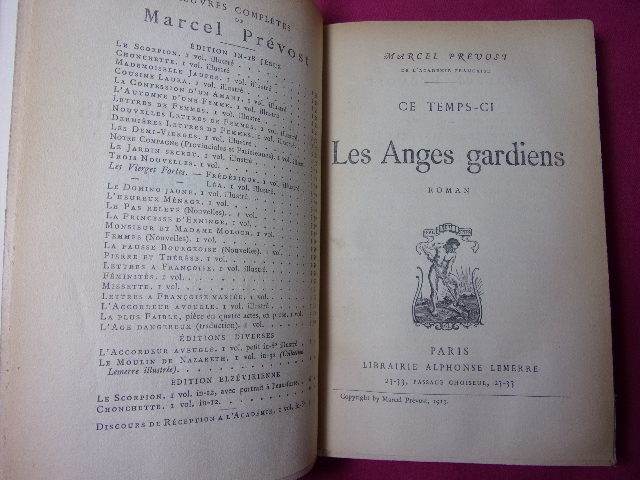 ŒUVRES COMPLÈTES
DE
Marcel Prévost
ÉDITION IN-18 JÉSUS
LE SCORPION. 1 vol. illustré
CHONCHETTE. 1 vol. illustré
MADEMOISELLE JAUFRE. 1 vol. illustré
COUSINE LAURA. 1 vol. illustré
LA CONFESSION D'UN AMANT. 1 vol. illustré
L'AUTOMNE D'UNE FEMME. 1 vol. illustré
LETTRES DE FEMMES. 1 vol. illustré
NOUVELLES LETTRES DE FEMMES. 1 vol.
DERNIÈRES LETTRES DE FEMMES. 1 vol.
LES DEMI-VIERGES. 1 vol. illustré
NOTRE COMPAGNE (Provinciales et Parisiennes). 1 vol. illustré
LE JARDIN SECRET. 1 vol. illustré
TROIS NOUVELLES. 1 vol.
Les Vierges Fortes. — FRÉDÉRIQUE. 1 vol.
— — LÉA. 1 vol.
LE DOMINO JAUNE. 1 vol. illustré
L'HEUREUX MÉNAGE. 1 vol.
LE PAS RELEVÉ (Nouvelles). 1 vol.
LA PRINCESSE D'ERMINGE. 1 vol.
MONSIEUR ET MADAME MOLOCH. 1 vol.
FEMMES (Nouvelles). 1 vol.
LA FAUSSE BOURGEOISE (Nouvelles). 1 vol.
PIERRE ET THÉRÈSE. 1 vol.
LETTRES A FRANÇOISE. 1 vol. illustré
FÉMINITÉS. 1 vol.
MISSETTE. 1 vol.
LETTRES A FRANÇOISE MARIÉE. 1 vol.
L'ACCORDEUR AVEUGLE. 1 vol. illustré
LA PLUS FAIBLE, pièce en quatre actes, en prose. 1 vol.
L'AGE DANGEREUX (traduction). 1 vol.
ÉDITIONS DIVERSES
L'ACCORDEUR AVEUGLE. 1 vol. petit in-8° illustré
LE MOULIN DE NAZARETH. 1 vol. in-32 (Collection
Lemerre illustrée)
ÉDITION ELZÉVIRIENNE
LE SCORPION. 1 vol. in-12, avec portrait à l'eau-forte
CHONCHETTE. 1 vol. in-12
DISCOURS DE RÉCEPTION A L'ACADÉMIE. 1 vol. in-8°
MARCEL PRÉVOST
DE L'ACADÉMIE FRANÇAISE
CE TEMPS-CI
Les Anges gardiens
ROMAN
PARIS
LIBRAIRIE ALPHONSE LEMERRE
23-33, PASSAGE CHOISEUL, 23-33
Copyright by Marcel Prévost, 1913.